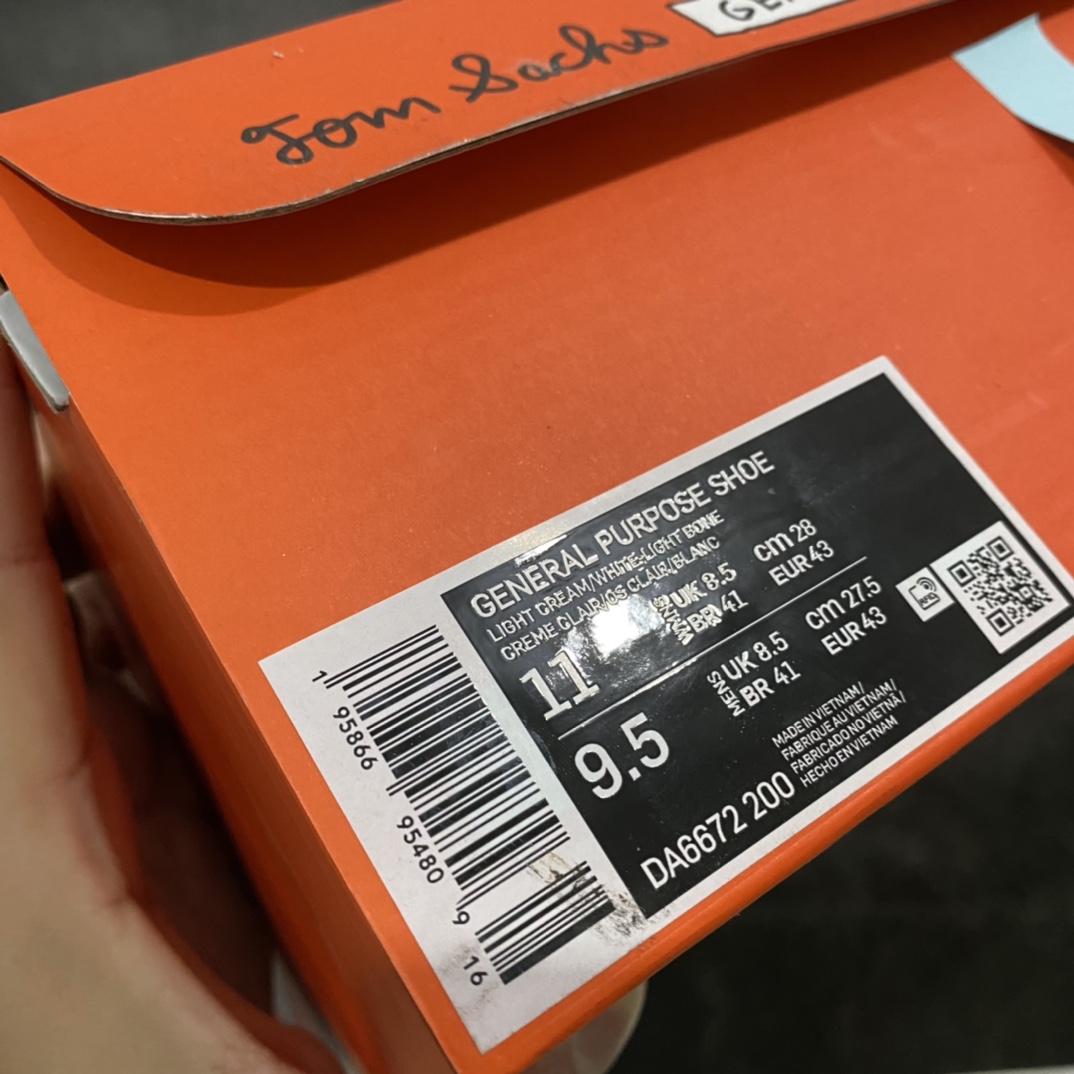 Tom Sachs
GENERAL PURPOSE SHOE
LIGHT CREAM/WHITE-LIGHT BONE
CREME CLAIR/OS CLAIR/BLANC
11
WMNS
UK 8.5
BR 41
cm 28
EUR 43
9.5
MENS
UK 8.5
BR 41
cm 27.5
EUR 43
DA6672 200
MADE IN VIETNAM/
FABRIQUE AU VIETNAM/
FABRICADO NO VIETNÃ/
HECHO EN VIETNAM
1
95866
95480
9
16